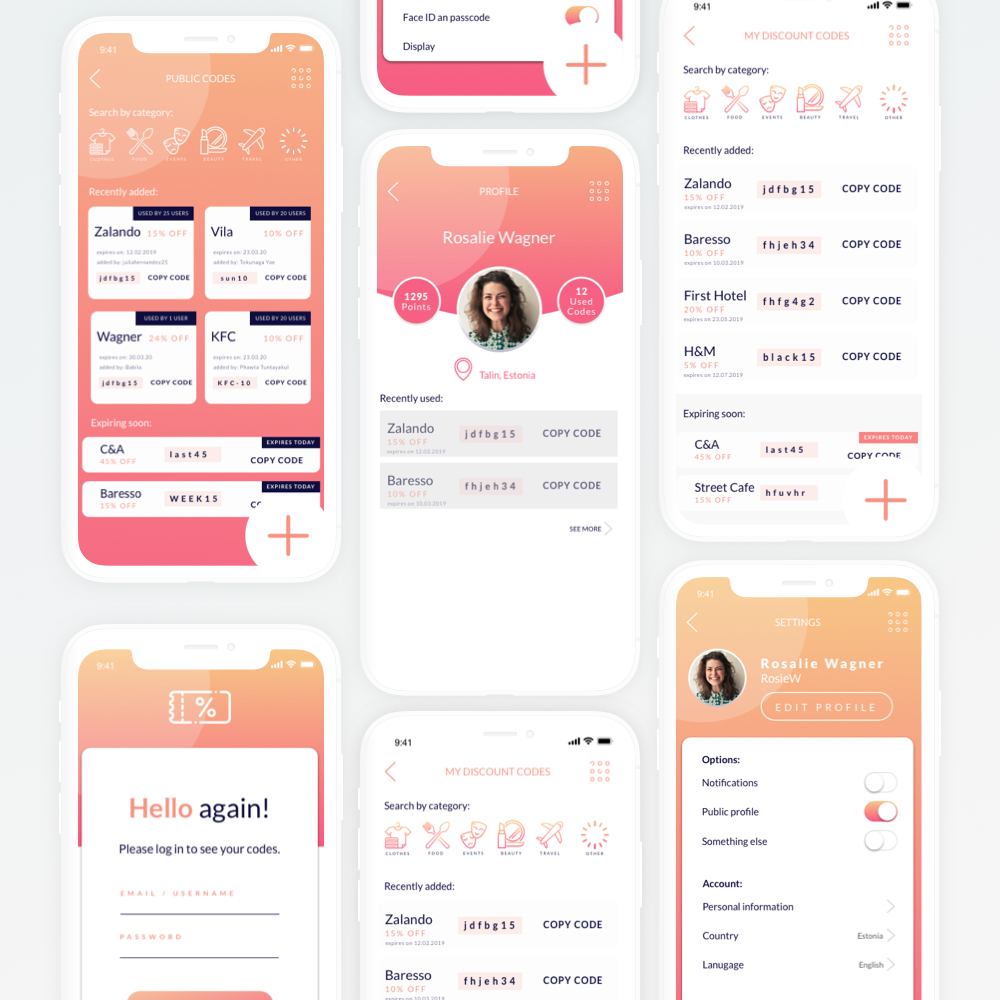 9:41
PUBLIC CODES
Search by category:
CLOTHES FOOD EVENTS BEAUTY TRAVEL OTHER
Recently added:
USED BY 25 USERS
Zalando 15% OFF
expires on: 12.02.2019
added by: juliahernandez25
jdfbg15 COPY CODE
USED BY 20 USERS
Vila 10% OFF
expires on: 23.03.20
added by: Tokunaga Yae
sun10 COPY CODE
USED BY 1 USER
Wagner 24% OFF
expires on: 30.03.20
added by: Babila
jdfbg15 COPY CODE
USED BY 20 USERS
KFC 10% OFF
expires on: 23.03.20
added by: Phawta Tuntayakul
KFC-10 COPY CODE
Expiring soon:
EXPIRES TODAY
C&A
45% OFF
last45
COPY CODE
EXPIRES TODAY
Baresso
15% OFF
WEEK15
9:41
%
Hello again!
Please log in to see your codes.
EMAIL / USERNAME
PASSWORD
Face ID an passcode
Display
PROFILE
Rosalie Wagner
1295
Points
12
Used
Codes
Talin, Estonia
Recently used:
Zalando
15% OFF
expires on 12.02.2019
jdfbg15
COPY CODE
Baresso
10% OFF
expires on 10.03.2019
fhjeh34
COPY CODE
SEE MORE
9:41
MY DISCOUNT CODES
Search by category:
CLOTHES FOOD EVENTS BEAUTY TRAVEL OTHER
Recently added:
Zalando
15% OFF
expires on 12.02.2019
jdfbg15
COPY CODE
Baresso
10% OFF
expires on 10.03.2019
fhjeh34
COPY CODE
9:41
MY DISCOUNT CODES
Search by category:
CLOTHES FOOD EVENTS BEAUTY TRAVEL OTHER
Recently added:
Zalando
15% OFF
expires on 12.02.2019
jdfbg15
COPY CODE
Baresso
10% OFF
expires on 10.03.2019
fhjeh34
COPY CODE
First Hotel
20% OFF
expires on 23.05.2019
fhfg4g2
COPY CODE
H&M
5% OFF
expires on 12.07.2019
black15
COPY CODE
Expiring soon:
EXPIRES TODAY
C&A
45% OFF
last45
COPY CODE
Street Cafe
15% OFF
hfuvhr
9:41
SETTINGS
Rosalie Wagner
RosieW
EDIT PROFILE
Options:
Notifications
Public profile
Something else
Account:
Personal information
Country Estonia
Lanugage English